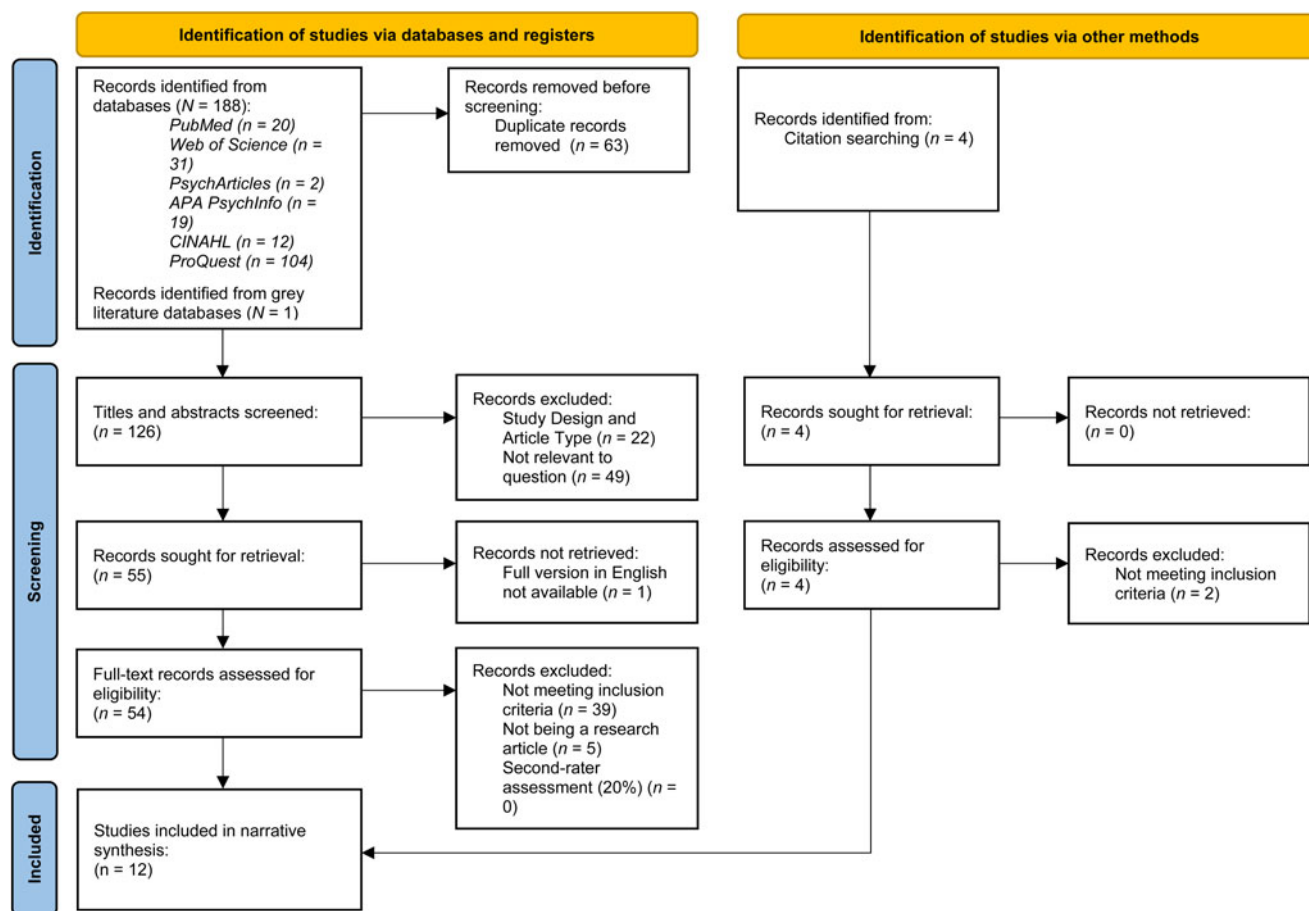 Identification of studies via databases and registers
Identification of studies via other methods
Identification
Records identified from
databases (N = 188):
PubMed (n = 20)
Web of Science (n =
31)
PsychArticles (n = 2)
APA PsychInfo (n =
19)
CINAHL (n = 12)
ProQuest (n = 104)
Records identified from grey
literature databases (N = 1)
Records removed before
screening:
Duplicate records
removed (n = 63)
Records identified from:
Citation searching (n = 4)
Screening
Titles and abstracts screened:
(n = 126)
Records excluded:
Study Design and
Article Type (n = 22)
Not relevant to
question (n = 49)
Records sought for retrieval:
(n = 4)
Records not retrieved:
(n = 0)
Records sought for retrieval:
(n = 55)
Records not retrieved:
Full version in English
not available (n = 1)
Records assessed for
eligibility:
(n = 4)
Records excluded:
Not meeting inclusion
criteria (n = 2)
Full-text records assessed for
eligibility:
(n = 54)
Records excluded:
Not meeting inclusion
criteria (n = 39)
Not being a research
article (n = 5)
Second-rater
assessment (20%) (n =
0)
Included
Studies included in narrative
synthesis:
(n = 12)